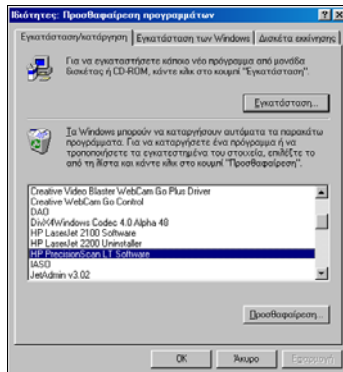 Ιδιότητες: Προσθαφαίρεση προγραμμάτων
Εγκατάσταση/κατάργηση Εγκατάσταση των Windows Δισκέτα εκκίνησης
Για να εγκαταστήσετε κάποιο νέο πρόγραμμα από μονάδα
δισκέτας ή CD-ROM, κάντε κλικ στο κουμπί "Εγκατάσταση".
Εγκατάσταση...
Τα Windows μπορούν να καταργήσουν αυτόματα τα παρακάτω
προγράμματα. Για να καταργήσετε ένα πρόγραμμα ή να
τροποποιήσετε τα εγκατεστημένα του στοιχεία, επιλέξτε το
από τη λίστα και κάντε κλικ στο κουμπί "Προσθαφαίρεση".
Creative Video Blaster WebCam Go Plus Driver
Creative WebCam Go Control
DAO
DivX4Windows Codec 4.0 Alpha 48
HP LaserJet 2100 Software
HP LaserJet 2200 Uninstaller
HP PrecisionScan LT Software
IASO
JetAdmin v3.02
Προσθαφαίρεση...
OK Άκυρο Εφαρμογή